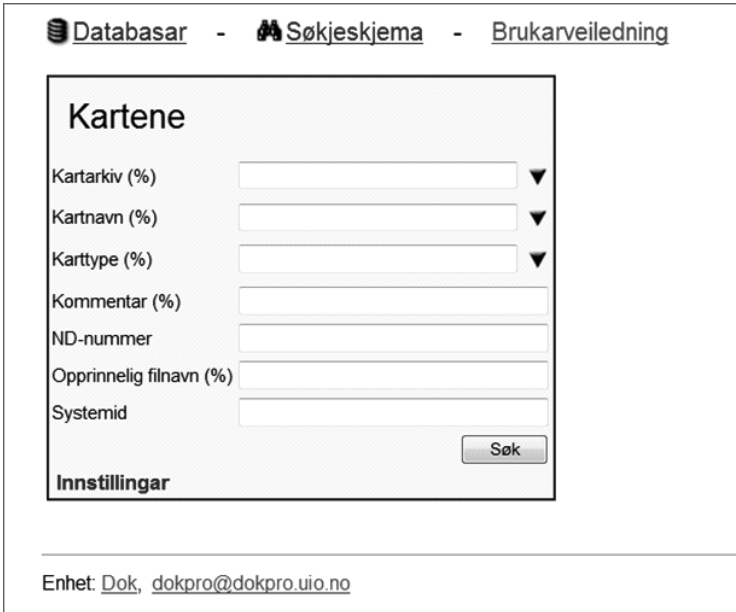 Databasar - Søkjeskjema - Brukarveiledning
Kartene
Kartarkiv (%)
Kartnavn (%)
Karttype (%)
Kommentar (%)
ND-nummer
Opprinnelig filnavn (%)
Systemid
Søk
Innstillingar
Enhet: Dok, dokpro@dokpro.uio.no